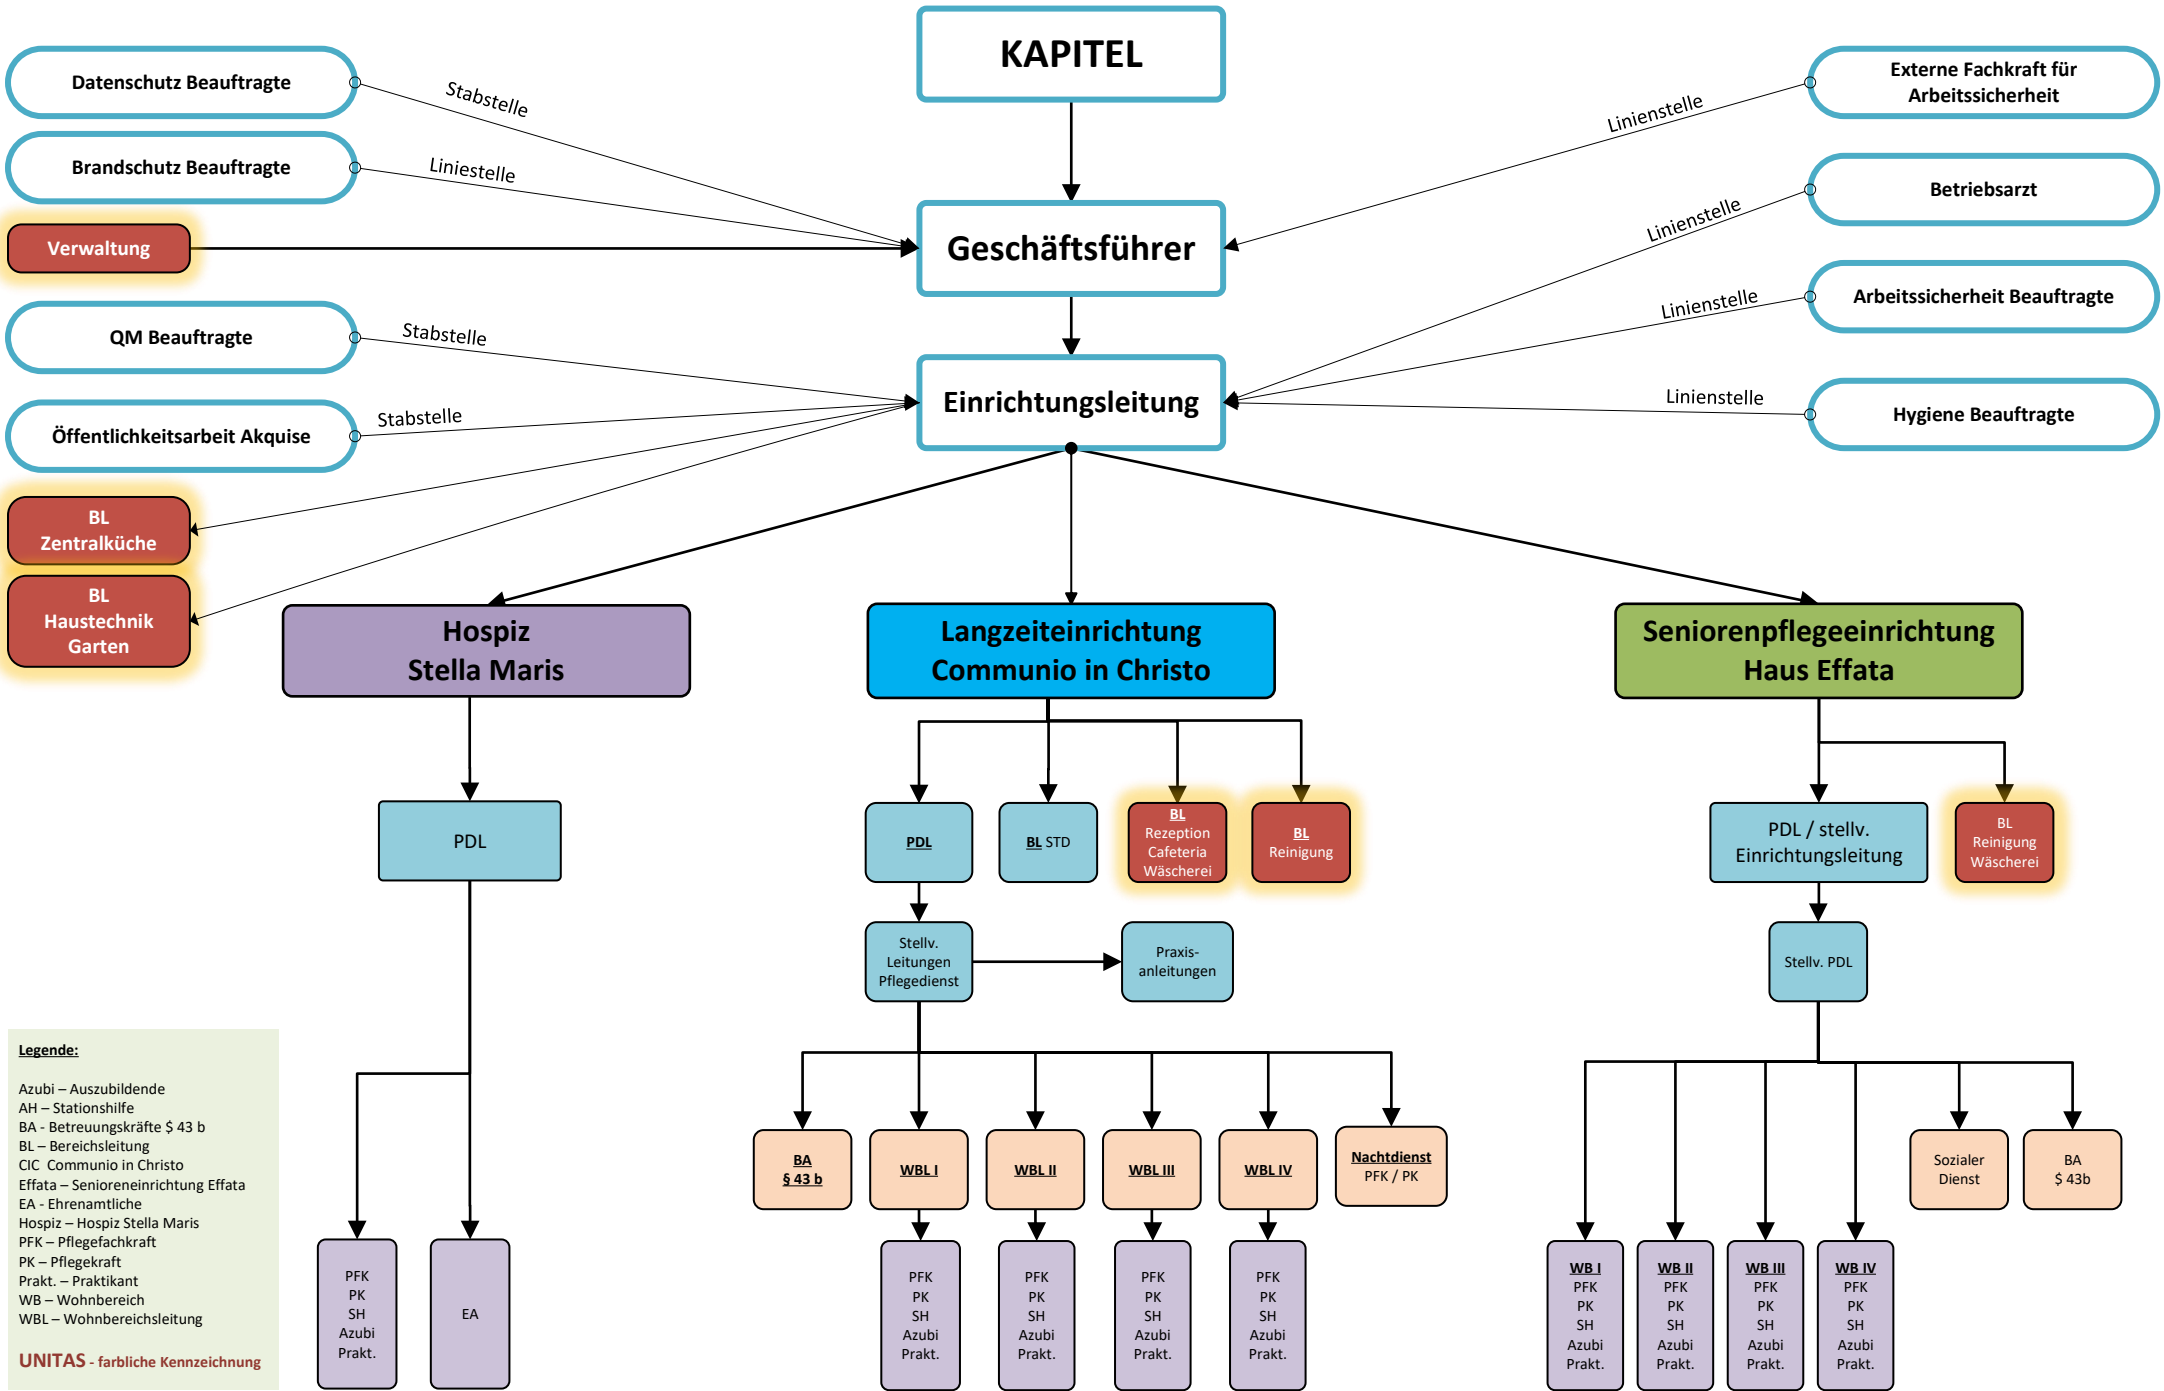 KAPITEL
Datenschutz Beauftragte
Stabstelle
Externe Fachkraft für
Arbeitssicherheit
Linienstelle
Brandschutz Beauftragte
Liniestelle
Betriebsarzt
Linienstelle
Verwaltung
Geschäftsführer
QM Beauftragte
Stabstelle
Arbeitssicherheit Beauftragte
Linienstelle
Öffentlichkeitsarbeit Akquise
Stabstelle
Einrichtungsleitung
Linienstelle
Hygiene Beauftragte
BL
Zentralküche
BL
Haustechnik
Garten
Hospiz
Stella Maris
Langzeiteinrichtung
Communio in Christo
Seniorenpflegeeinrichtung
Haus Effata
PDL
PDL
BL STD
BL
Rezeption
Cafeteria
Wäscherei
BL
Reinigung
PDL / stellv.
Einrichtungsleitung
BL
Reinigung
Wäscherei
Stellv.
Leitungen
Pflegedienst
Praxis-
anleitungen
Stellv. PDL
BA
§ 43 b
WBL I
WBL II
WBL III
WBL IV
Nachtdienst
PFK / PK
Sozialer
Dienst
BA
$ 43b
PFK
PK
SH
Azubi
Prakt.
EA
PFK
PK
SH
Azubi
Prakt.
PFK
PK
SH
Azubi
Prakt.
PFK
PK
SH
Azubi
Prakt.
PFK
PK
SH
Azubi
Prakt.
WB I
PFK
PK
SH
Azubi
Prakt.
WB II
PFK
PK
SH
Azubi
Prakt.
WB III
PFK
PK
SH
Azubi
Prakt.
WB IV
PFK
PK
SH
Azubi
Prakt.
Legende:
Azubi – Auszubildende
AH – Stationshilfe
BA - Betreuungskräfte $ 43 b
BL – Bereichsleitung
CIC Communio in Christo
Effata – Senioreneinrichtung Effata
EA - Ehrenamtliche
Hospiz – Hospiz Stella Maris
PFK – Pflegefachkraft
PK – Pflegekraft
Prakt. – Praktikant
WB – Wohnbereich
WBL – Wohnbereichsleitung
UNITAS - farbliche Kennzeichnung